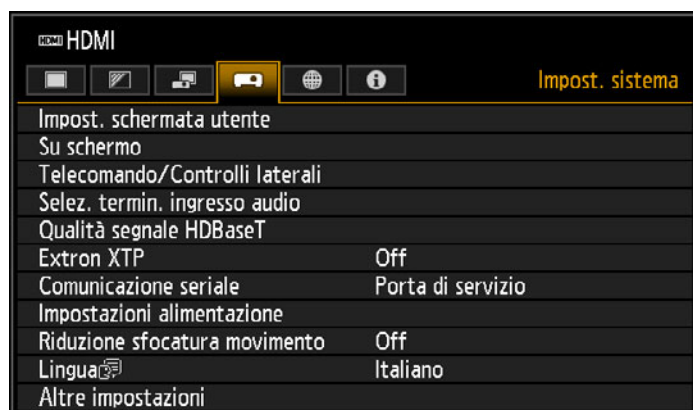 HDMI HDMI
Impost. sistema
Impost. schermata utente
Su schermo
Telecomando/Controlli laterali
Selez. termin. ingresso audio
Qualità segnale HDBaseT
Extron XTP Off
Comunicazione seriale Porta di servizio
Impostazioni alimentazione
Riduzione sfocatura movimento Off
Lingua Italiano
Altre impostazioni